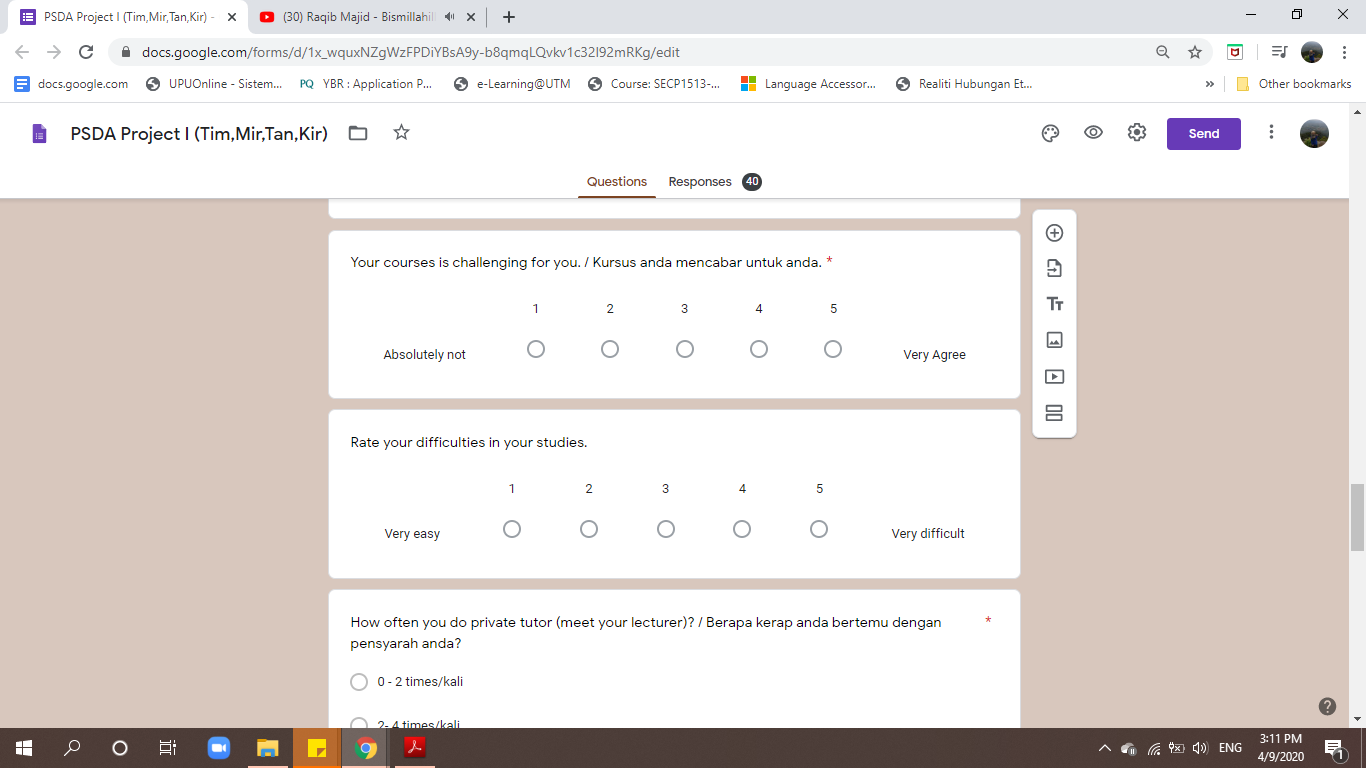 PSDA Project I (Tim,Mir,Tan,Kir) -
(30) Raqib Majid - Bismillahill
docs.google.com/forms/d/1x_wquxNZgWzFPDiYBsA9y-b8qmqLQvkv1c32I92mRKg/edit
docs.google.com
UPUOnline - Sistem...
PQ YBR : Application P...
e-Learning@UTM
Course: SECP1513-...
Language Accessor...
Realiti Hubungan Et...
»
Other bookmarks
PSDA Project I (Tim,Mir,Tan,Kir)
Send
Questions
Responses 40
Your courses is challenging for you. / Kursus anda mencabar untuk anda. *
1 2 3 4 5
Absolutely not
Very Agree
Rate your difficulties in your studies.
1 2 3 4 5
Very easy
Very difficult
How often you do private tutor (meet your lecturer)? / Berapa kerap anda bertemu dengan *
pensyarah anda?
0 - 2 times/kali
2- 4 times/kali
Tт
?
ENG
3:11 PM
4/9/2020
1